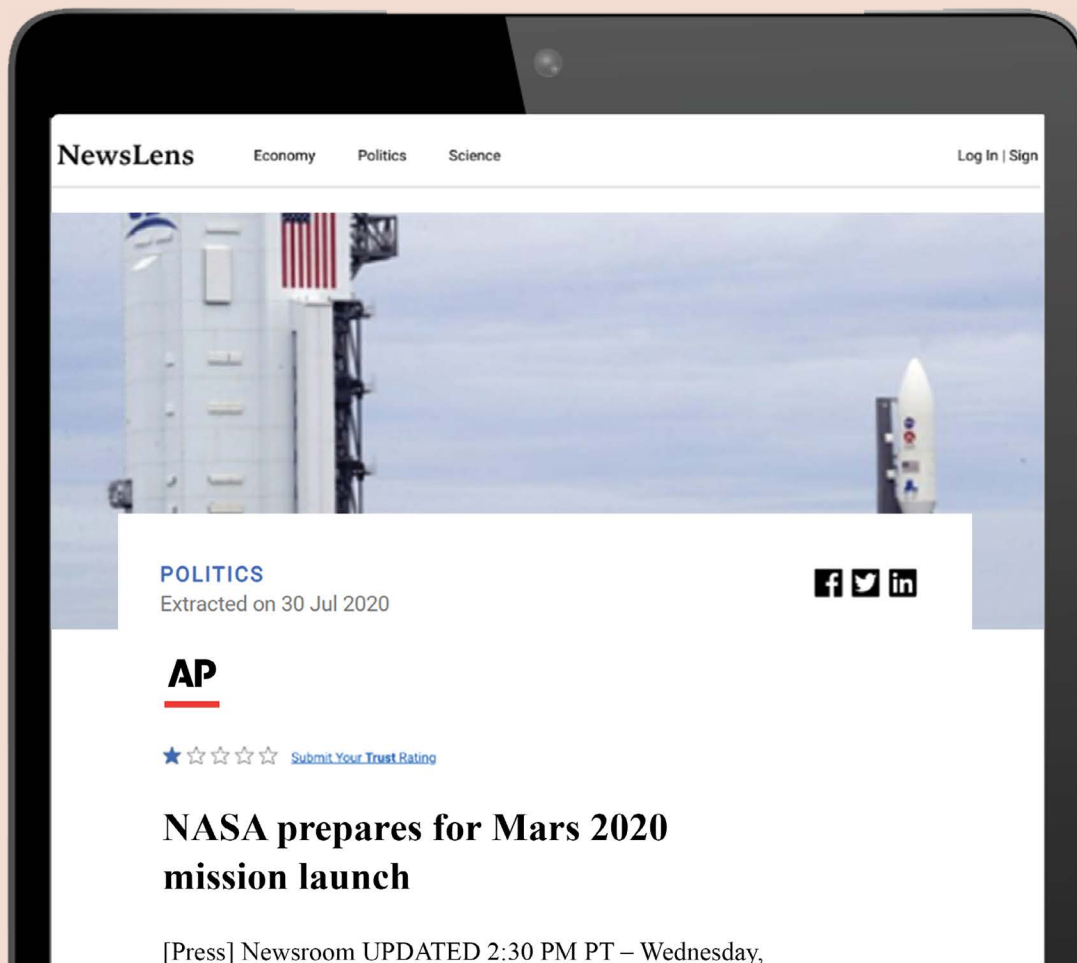 NewsLens Economy Politics Science Log In | Sign
POLITICS
Extracted on 30 Jul 2020
AP
Submit Your Trust Rating
NASA prepares for Mars 2020
mission launch
[Press] Newsroom UPDATED 2:30 PM PT – Wednesday,